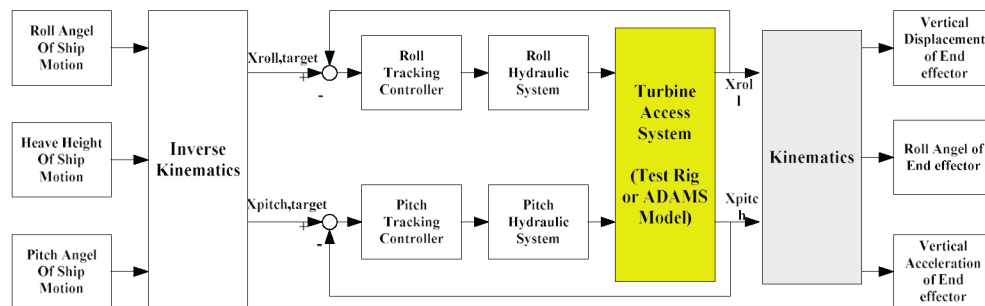 Roll Angel
Of Ship
Motion
Heave Height
Of Ship
Motion
Pitch Angel
Of Ship
Motion
Inverse
Kinematics
Xroll,target
+
-
Roll
Tracking
Controller
Roll
Hydraulic
System
Xpitch,target
+
-
Pitch
Tracking
Controller
Pitch
Hydraulic
System
Turbine
Access
System
(Test Rig
or ADAMS
Model)
Xrol
l
Xpitc
h
Kinematics
Vertical
Displacement
of End
effector
Roll Angel of
End effector
Vertical
Acceleration
of End
effector